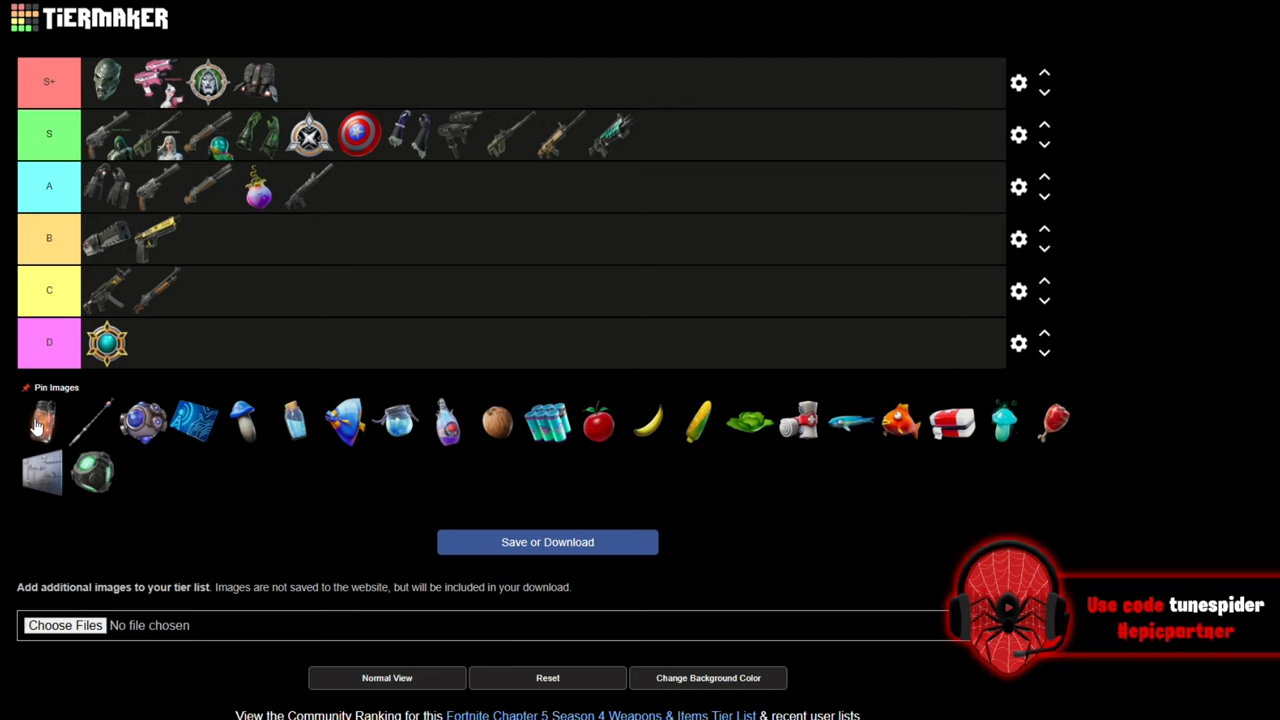 TIERMAKER
S+
S
A
B
C
D
Pin Images
Save or Download
Add additional images to your tier list. Images are not saved to the website, but will be included in your download.
Choose Files No file chosen
Use code tunespider
#epicpartner
Normal View Reset Change Background Color
View the Community Ranking for this Fortnite Chapter 5 Season 4 Weapons & Items Tier List & recent user lists